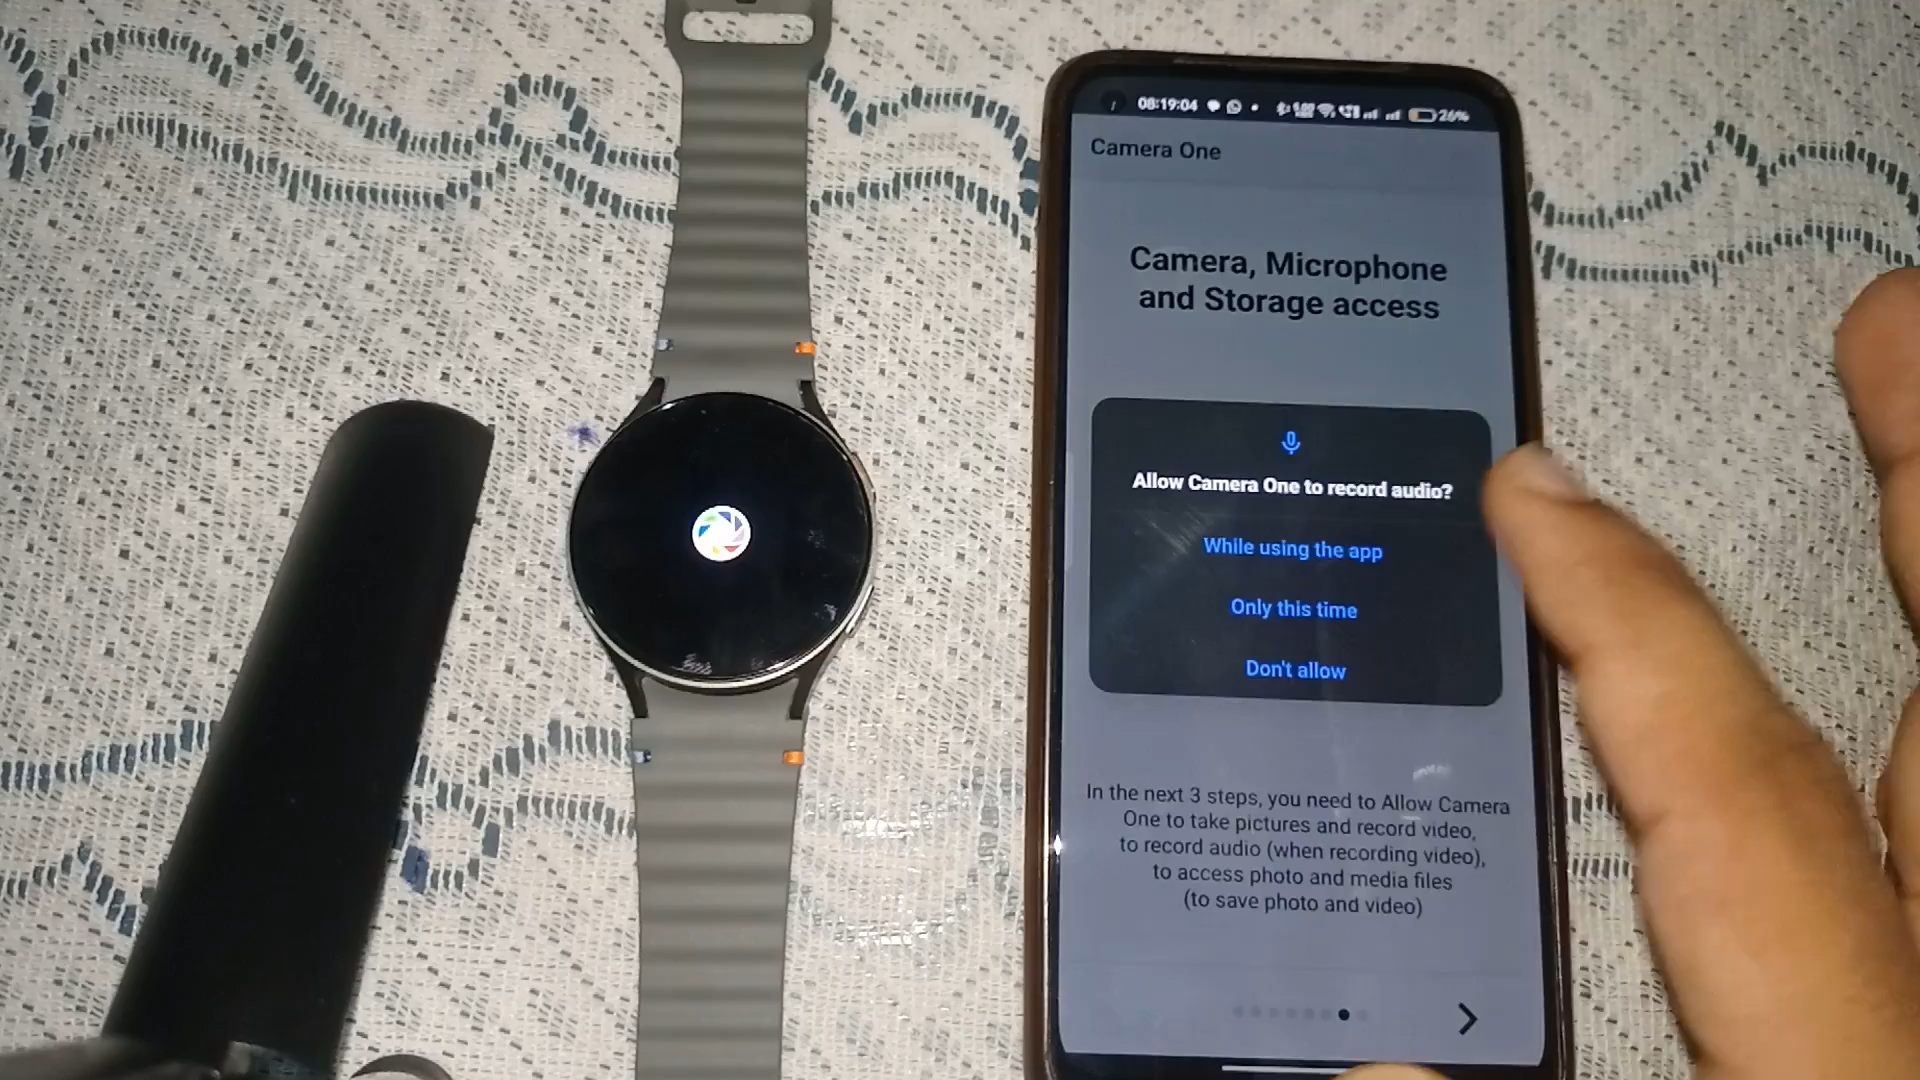 08:19:04
26%
Camera One
Camera, Microphone
and Storage access
Allow Camera One to record audio?
While using the app
Only this time
Don't allow
In the next 3 steps, you need to Allow Camera
One to take pictures and record video,
to record audio (when recording video),
to access photo and media files
(to save photo and video)